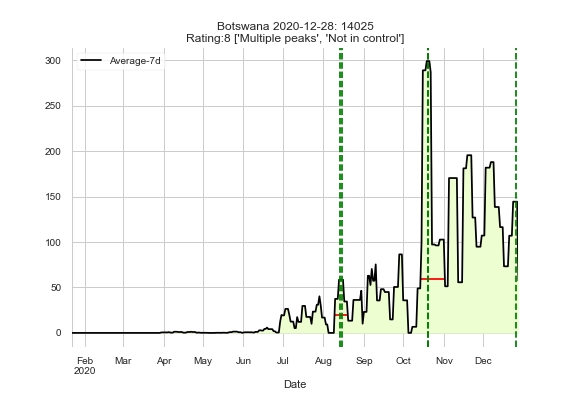 Botswana 2020-12-28: 14025
Rating:8 ['Multiple peaks', 'Not in control']
Average-7d
300
250
200
150
100
50
0
Feb Mar Apr May Jun Jul Aug Sep Oct Nov Dec
2020
Date